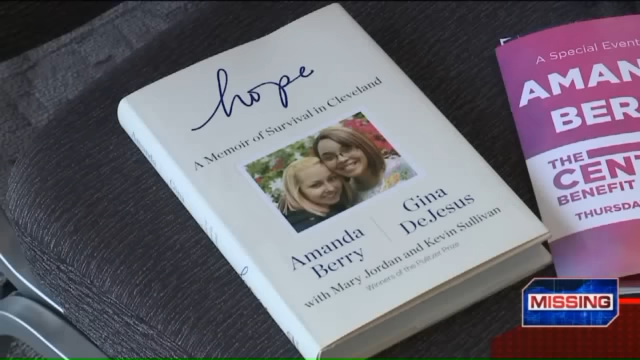 hope
A Memoir of Survival in Cleveland
Amanda
Berry
Gina
DeJesus
with Mary Jordan and Kevin Sullivan
Winners of the Pulitzer Prize
A Special Event
AMAN
BER
THE
CEN
BENEFIT
THURSDA
MISSING